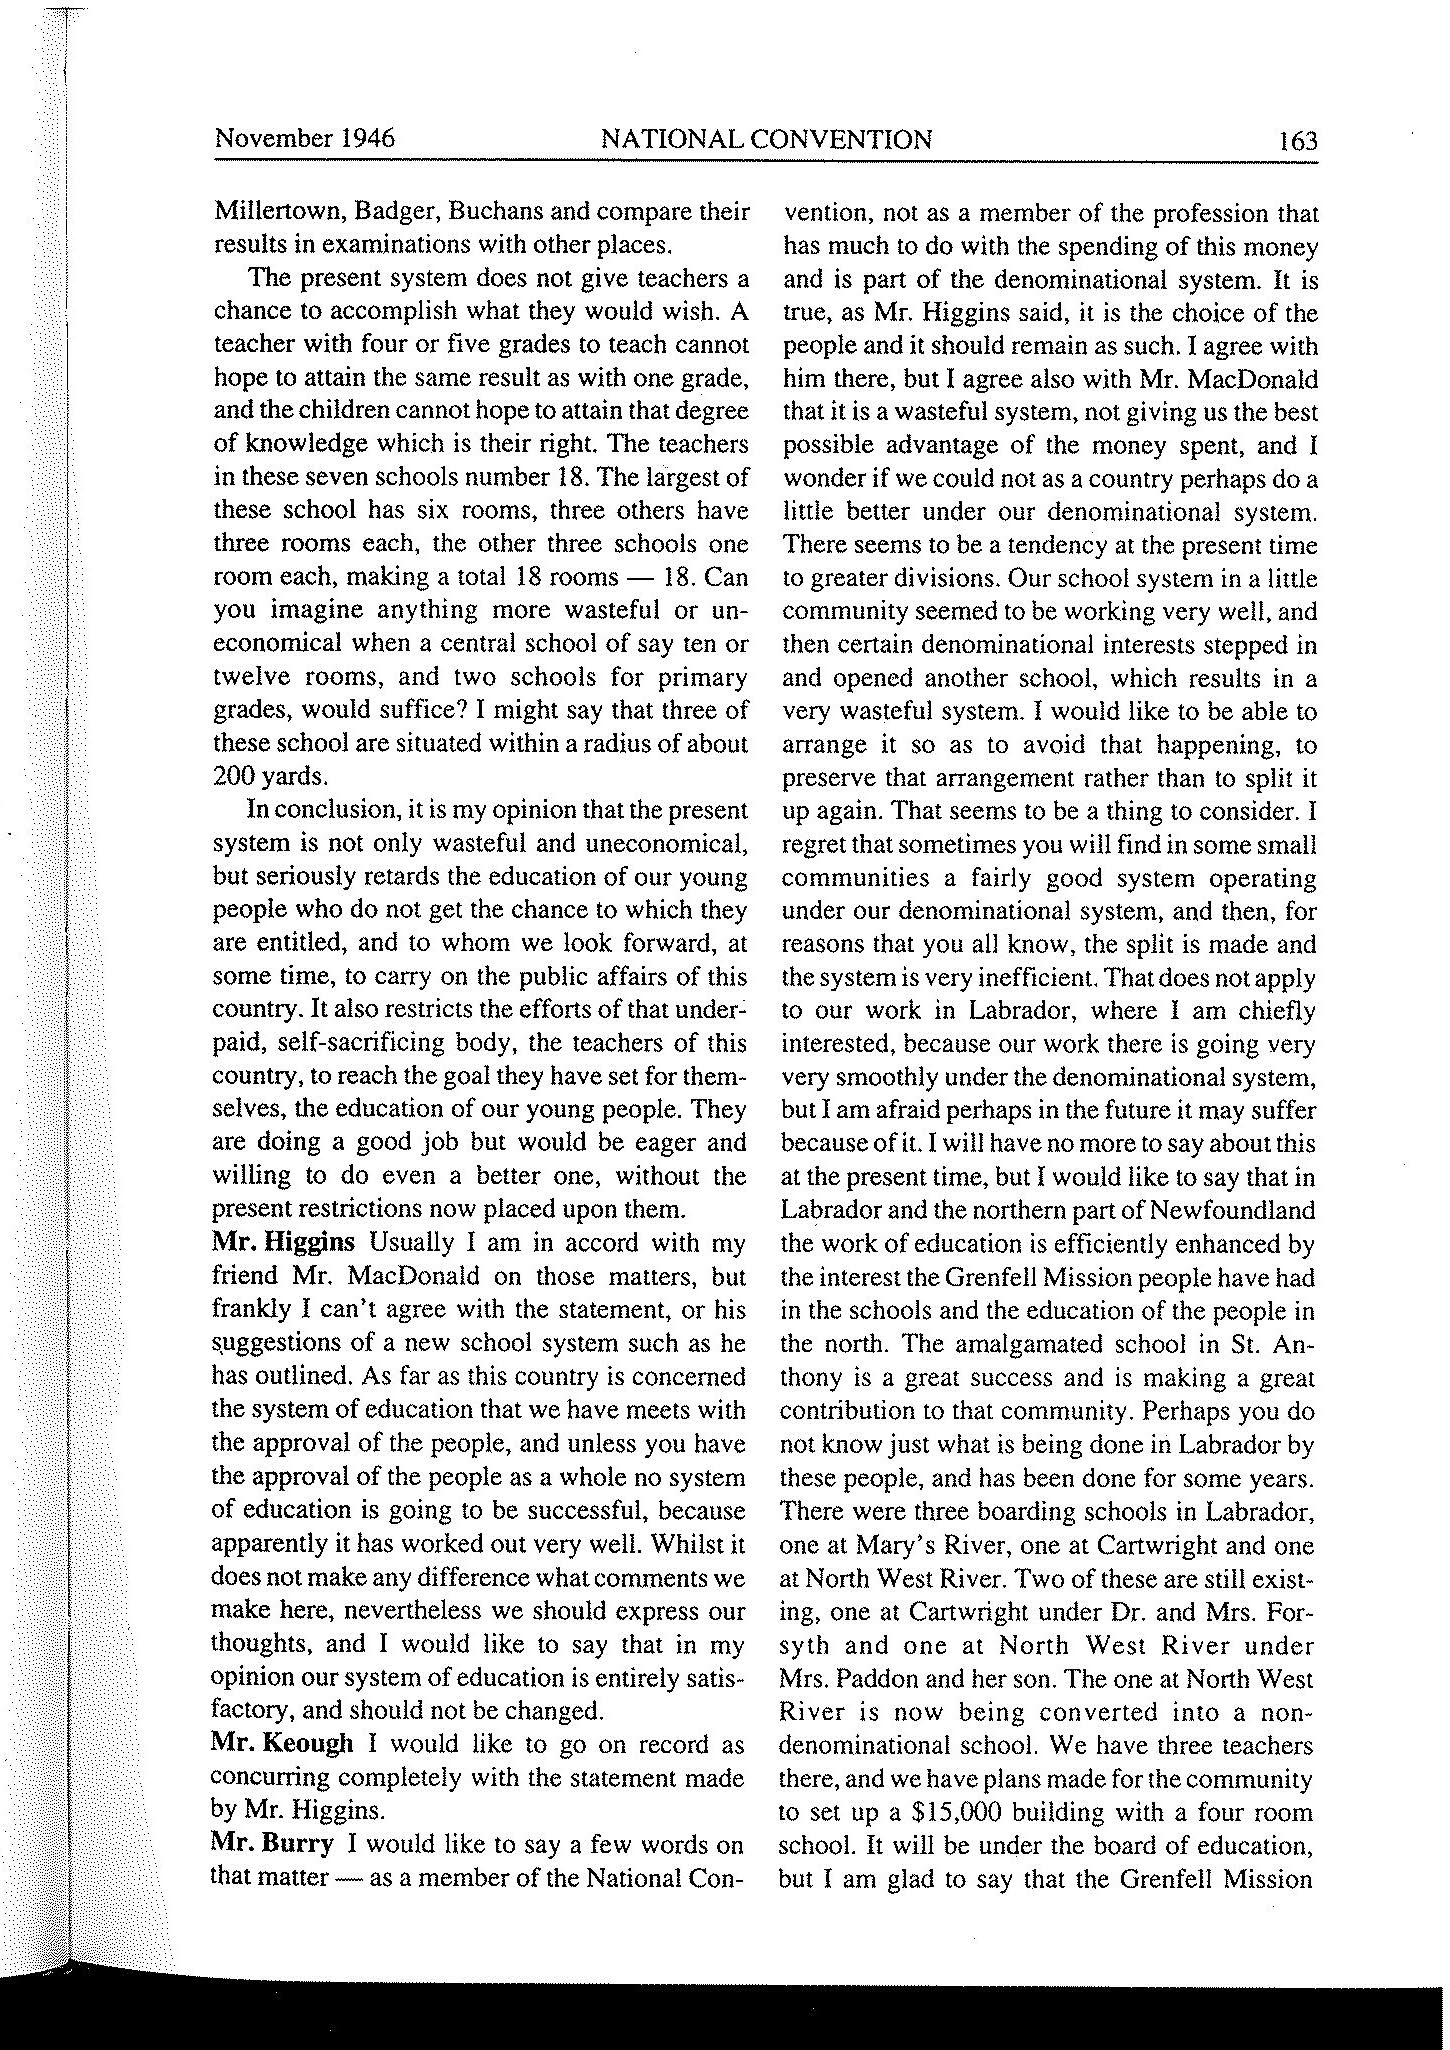 November 1946 NATIONAL CONVENTION 163
Millertown, Badger, Buchans and compare their
results in examinations with other places.
The present system does not give teachers a
chance to accomplish what they would wish. A
teacher with four or five grades to teach cannot
hope to attain the same result as with one grade,
and the children cannot hope to attain that degree
of knowledge which is their right. The teachers
in these seven schools number 18. The largest of
these school has six rooms, three others have
three rooms each, the other three schools one
room each, making a total 18 rooms — 18. Can
you imagine anything more wasteful or un-
economical when a central school of say ten or
twelve rooms, and two schools for primary
grades, would suffice? I might say that three of
these school are situated within a radius of about
200 yards.
In conclusion, it is my opinion that the present
system is not only wasteful and uneconomical,
but seriously retards the education of our young
people who do not get the chance to which they
are entitled, and to whom we look forward, at
some time, to carry on the public affairs of this
country. It also restricts the efforts of that under-
paid, self-sacrificing body, the teachers of this
country, to reach the goal they have set for them-
selves, the education of our young people. They
are doing a good job but would be eager and
willing to do even a better one, without the
present restrictions now placed upon them.
Mr. Higgins Usually I am in accord with my
friend Mr. MacDonald on those matters, but
frankly I can't agree with the statement, or his
suggestions of a new school system such as he
has outlined. As far as this country is concerned
the system of education that we have meets with
the approval of the people, and unless you have
the approval of the people as a whole no system
of education is going to be successful, because
apparently it has worked out very well. Whilst it
does not make any difference what comments we
make here, nevertheless we should express our
thoughts, and I would like to say that in my
opinion our system of education is entirely satis-
factory, and should not be changed.
Mr. Keough I would like to go on record as
concurring completely with the statement made
by Mr. Higgins.
Mr. Burry I would like to say a few words on
that matter — as a member of the National Con-
vention, not as a member of the profession that
has much to do with the spending of this money
and is part of the denominational system. It is
true, as Mr. Higgins said, it is the choice of the
people and it should remain as such. I agree with
him there, but I agree also with Mr. MacDonald
that it is a wasteful system, not giving us the best
possible advantage of the money spent, and I
wonder if we could not as a country perhaps do a
little better under our denominational system.
There seems to be a tendency at the present time
to greater divisions. Our school system in a little
community seemed to be working very well, and
then certain denominational interests stepped in
and opened another school, which results in a
very wasteful system. I would like to be able to
arrange it so as to avoid that happening, to
preserve that arrangement rather than to split it
up again. That seems to be a thing to consider. I
regret that sometimes you will find in some small
communities a fairly good system operating
under our denominational system, and then, for
reasons that you all know, the split is made and
the system is very inefficient. That does not apply
to our work in Labrador, where I am chiefly
interested, because our work there is going very
very smoothly under the denominational system,
but I am afraid perhaps in the future it may suffer
because of it. I will have no more to say about this
at the present time, but I would like to say that in
Labrador and the northern part of Newfoundland
the work of education is efficiently enhanced by
the interest the Grenfell Mission people have had
in the schools and the education of the people in
the north. The amalgamated school in St. An-
thony is a great success and is making a great
contribution to that community. Perhaps you do
not know just what is being done in Labrador by
these people, and has been done for some years.
There were three boarding schools in Labrador,
one at Mary's River, one at Cartwright and one
at North West River. Two of these are still exist-
ing, one at Cartwright under Dr. and Mrs. For-
syth and one at North West River under
Mrs. Paddon and her son. The one at North West
River is now being converted into a non-
denominational school. We have three teachers
there, and we have plans made for the community
to set up a $15,000 building with a four room
school. It will be under the board of education,
but I am glad to say that the Grenfell Mission